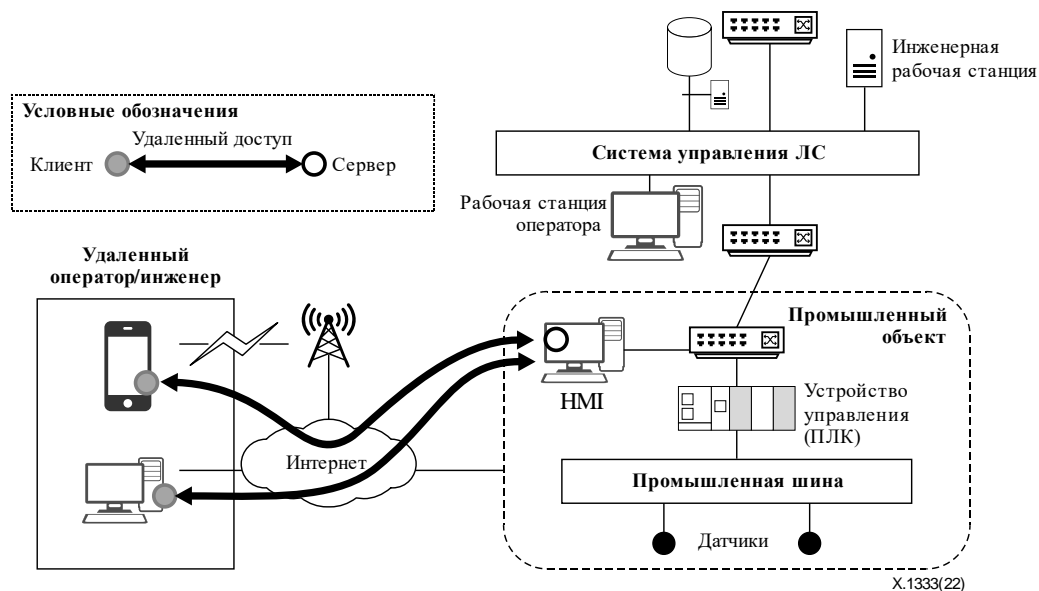 Инженерная
рабочая станция
Условные обозначения
Удаленный доступ
Клиент
Сервер
Система управления ЛС
Рабочая станция
оператора
Удаленный
оператор/инженер
Промышленный
объект
HMI
Устройство
управления
(ПЛК)
Интернет
Промышленная шина
Датчики
X.1333(22)